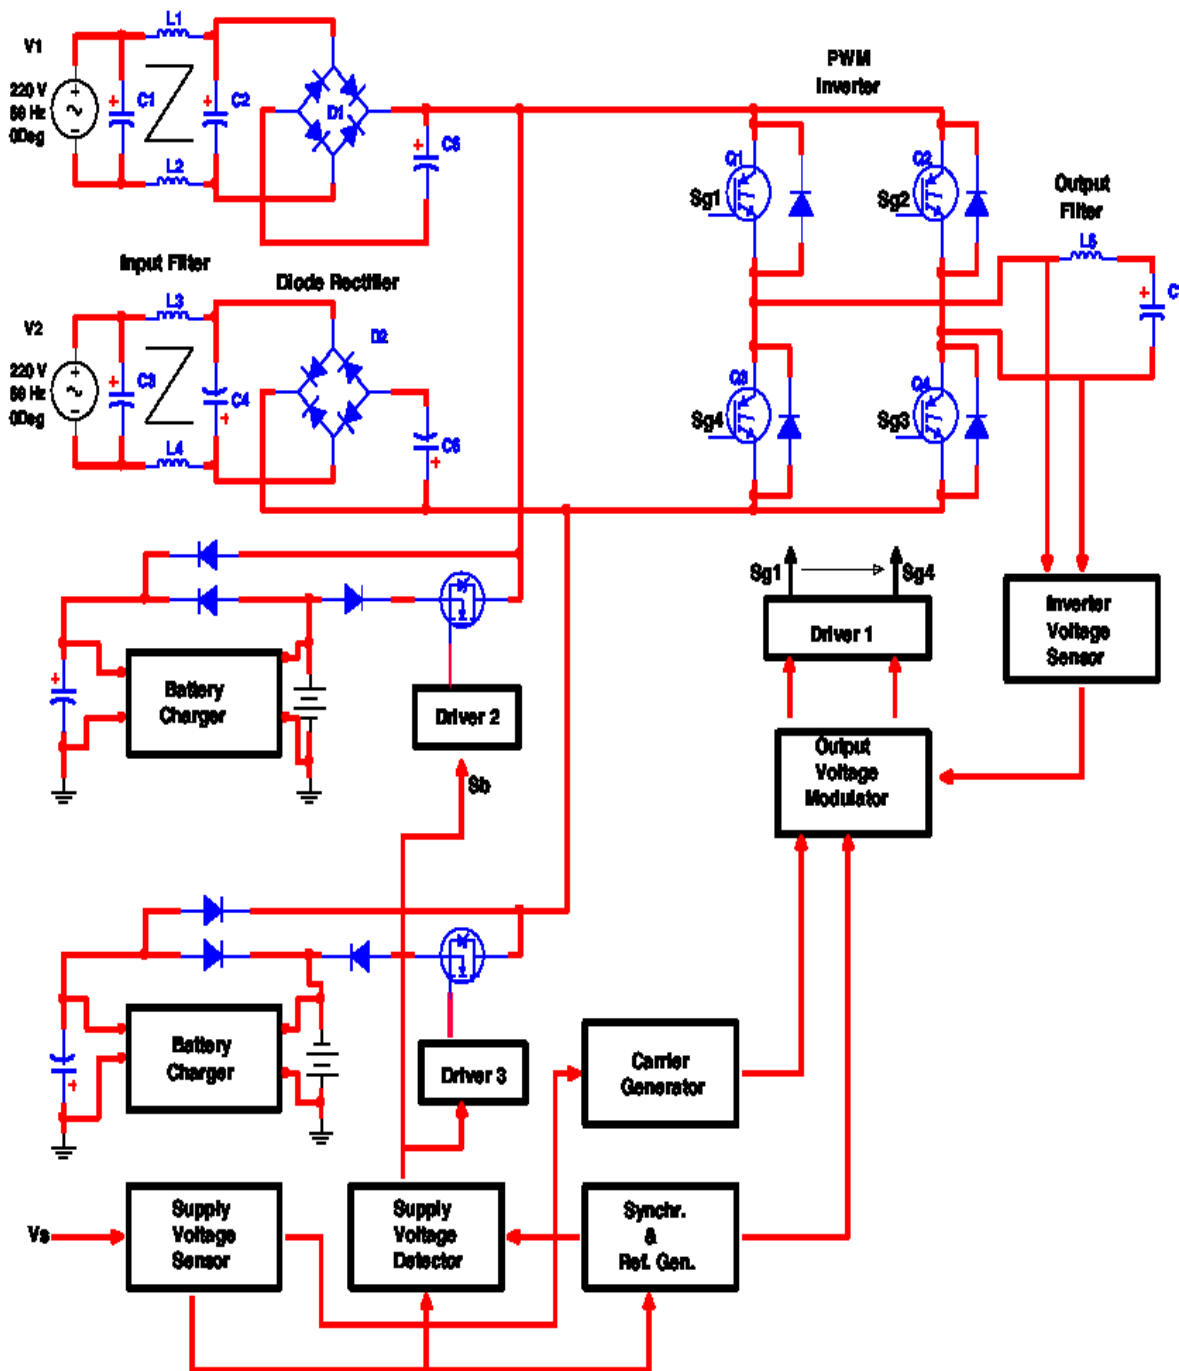 V1
220 V
50 Hz
0Deg
L1
C1
C2
L2
D1
C5
PWM
Inverter
Q1
Sg1
Q2
Sg2
Output
Filter
L5
C
Input Filter
Diode Rectifier
V2
220 V
50 Hz
0Deg
L3
C3
C4
L4
D2
C6
Q3
Sg4
Q4
Sg3
Sg1
Sg4
Driver 1
Inverter
Voltage
Sensor
Battery
Charger
Driver 2
Sb
Output
Voltage
Modulator
Battery
Charger
Driver 3
Carrier
Generator
Vs
Supply
Voltage
Sensor
Supply
Voltage
Detector
Synchr.
&
Ref. Gen.